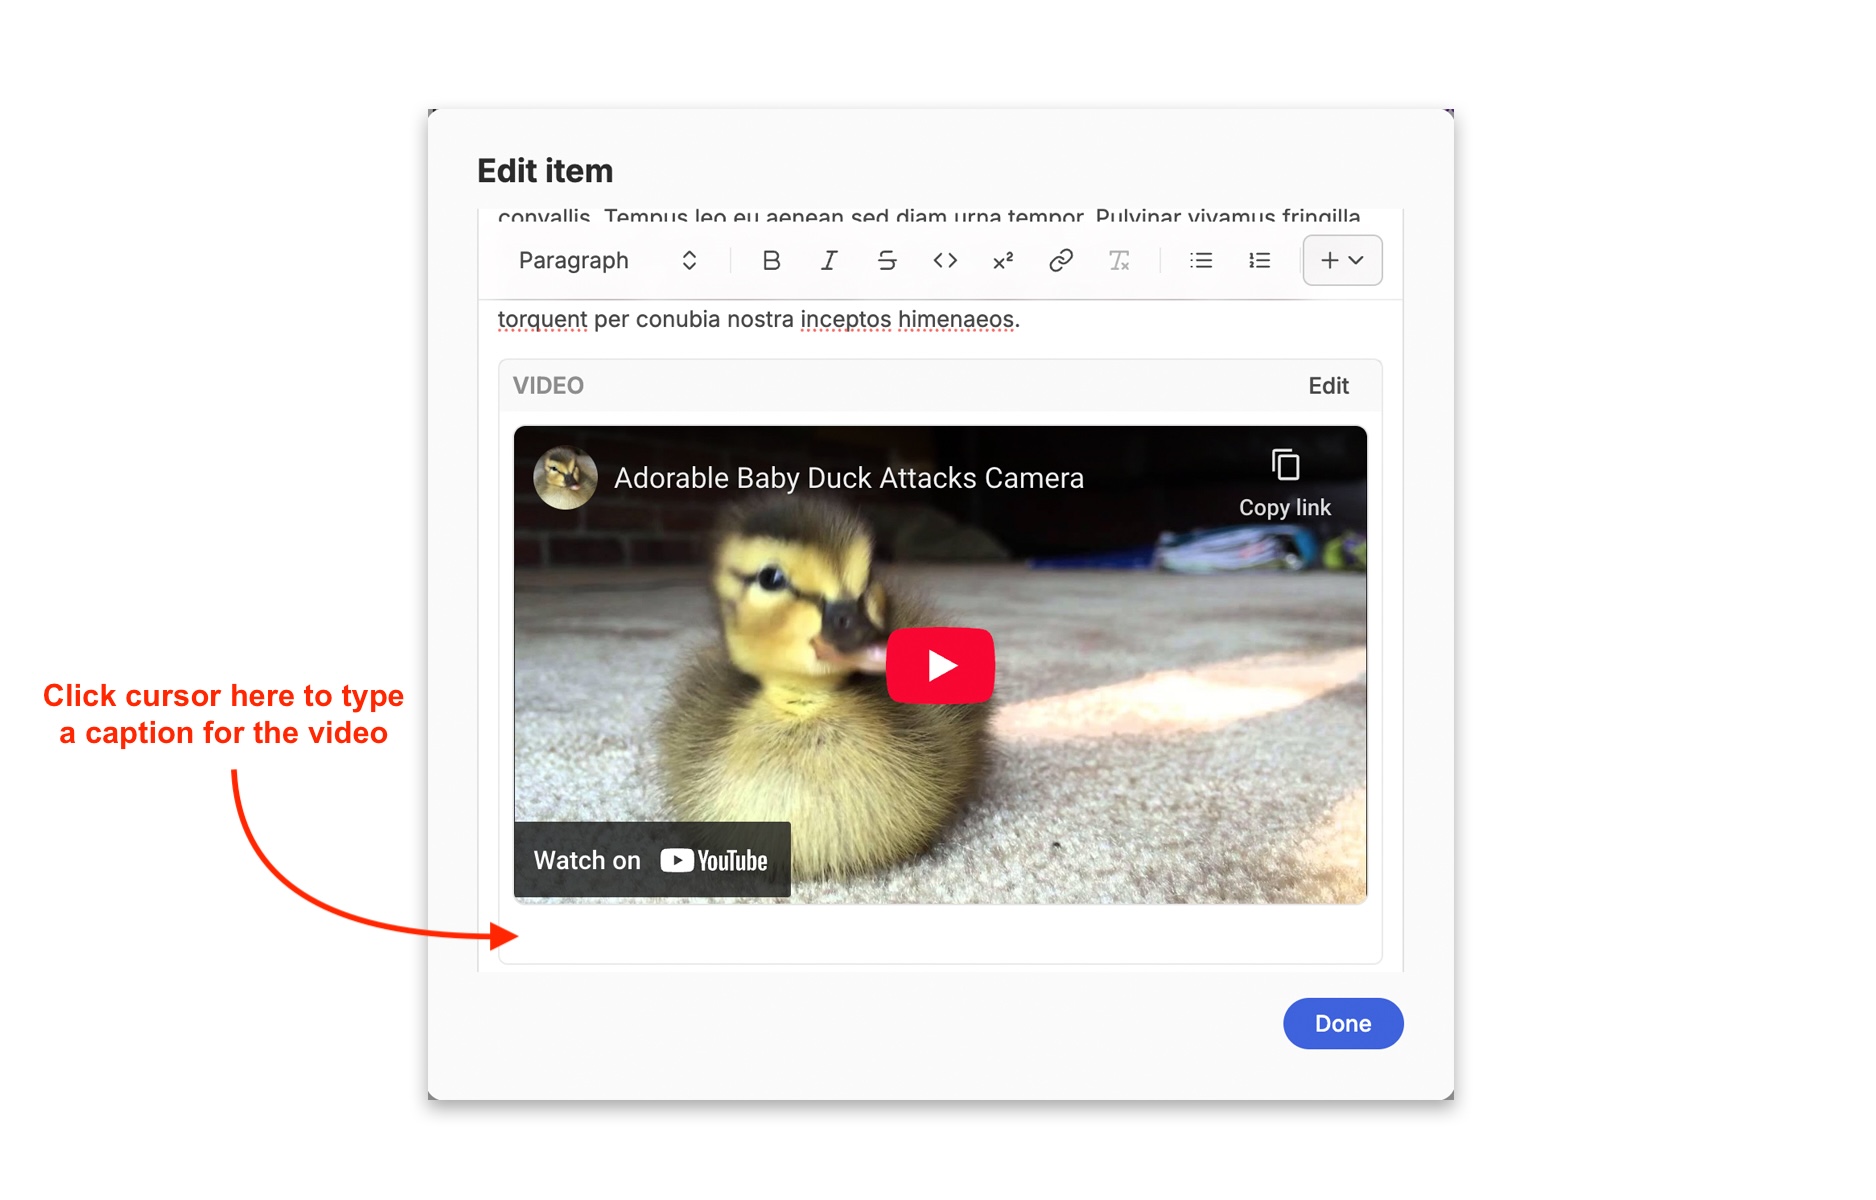 Edit item
convallis. Tempus leo eu aenean sed diam urna tempor. Pulvinar vivamus fringilla
Paragraph
torquent per conubia nostra inceptos himenaeos.
VIDEO
Edit
Adorable Baby Duck Attacks Camera
Copy link
Click cursor here to type
a caption for the video
Watch on YouTube
Done